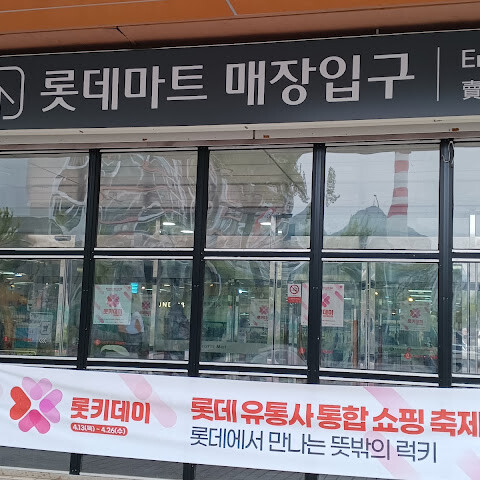 롯데마트 매장입구
En
賣
롯키데이
4.13(목) - 4.26(수)
롯데 유통사 통합 쇼핑 축제
롯데에서 만나는 뜻밖의 럭키